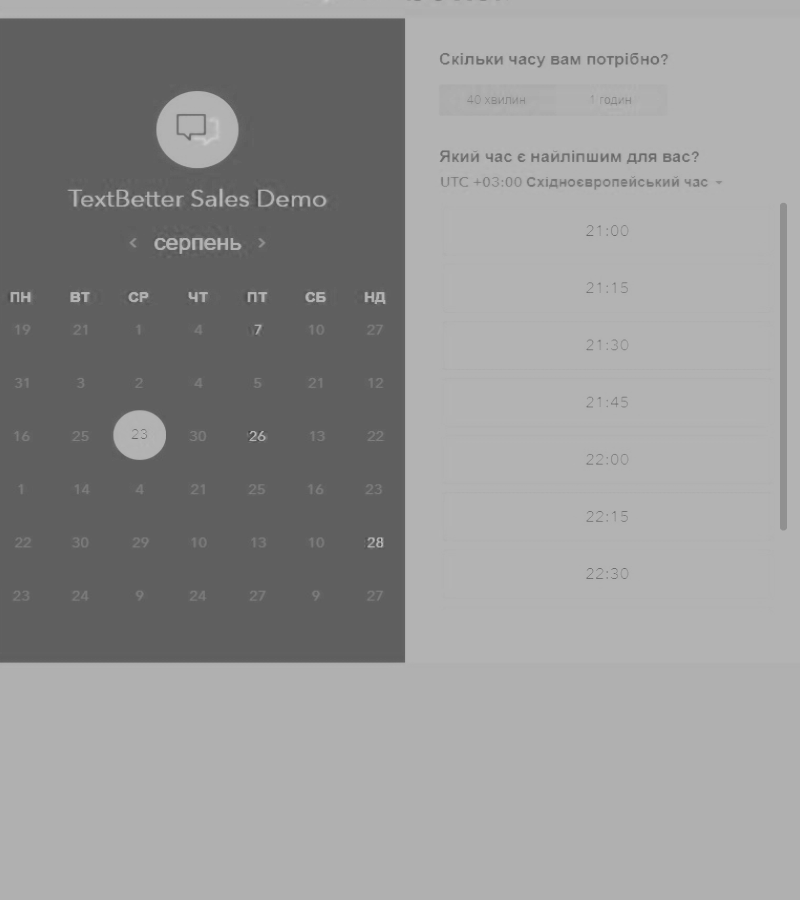 TextBetter Sales Demo
серпень
ПН ВТ СР ЧТ ПТ СБ НД
19 21 1 4 7 10 27
31 3 2 4 5 21 12
16 25 23 30 26 13 22
1 14 4 21 25 16 23
22 30 29 10 13 10 28
23 24 9 24 27 9 27
Скільки часу вам потрібно?
40 хвилин 1 годин
Який час є найліпшим для вас?
UTC +03:00 Східноєвропейський час
21:00
21:15
21:30
21:45
22:00
22:15
22:30